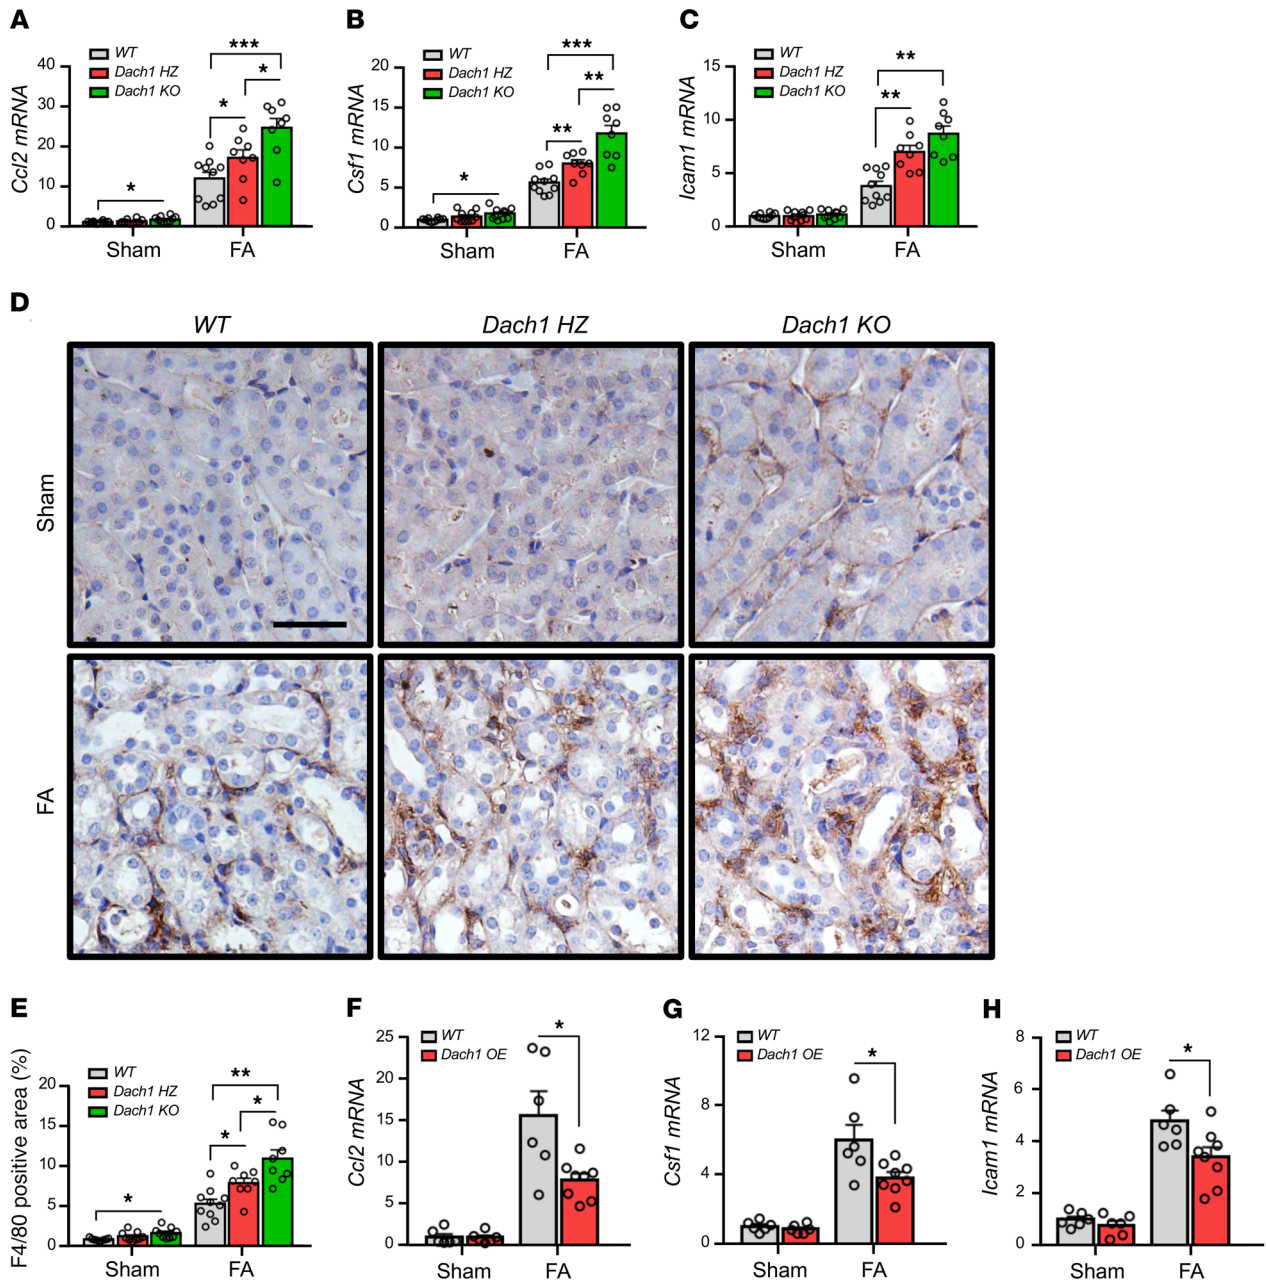 A
WT
Dach1 HZ
Dach1 KO
***
*
*
*
Ccl2 mRNA
40
30
20
10
0
Sham
FA
B
WT
Dach1 HZ
Dach1 KO
***
**
**
*
Csf1 mRNA
20
15
10
5
0
Sham
FA
C
WT
Dach1 HZ
Dach1 KO
**
**
Icam1 mRNA
15
10
5
0
Sham
FA
D
WT
Dach1 HZ
Dach1 KO
Sham
FA
E
WT
Dach1 HZ
Dach1 KO
**
*
*
*
F4/80 positive area (%)
20
15
10
5
0
Sham
FA
F
WT
Dach1 OE
*
Ccl2 mRNA
25
20
15
10
5
0
Sham
FA
G
WT
Dach1 OE
*
Csf1 mRNA
12
8
4
0
Sham
FA
H
WT
Dach1 OE
*
Icam1 mRNA
8
6
4
2
0
Sham
FA